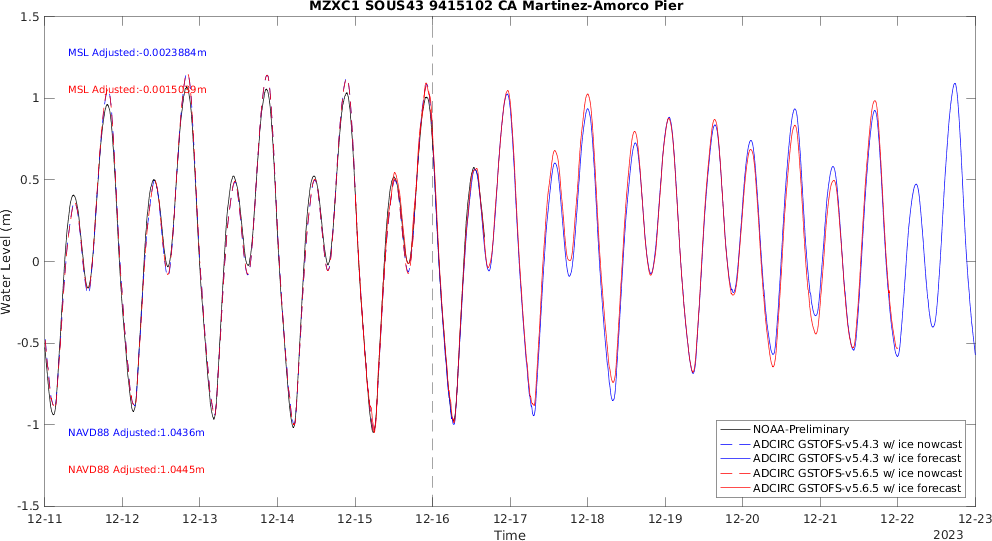 MZXC1 SOUS43 9415102 CA Martinez-Amorco Pier
1.5
1
0.5
0
-0.5
-1
-1.5
Water Level (m)
MSL Adjusted:-0.0023884m
MSL Adjusted:-0.0015039m
NAVD88 Adjusted:1.0436m
NAVD88 Adjusted:1.0445m
NOAA-Preliminary
ADCIRC GSTOFS-v5.4.3 w/ ice nowcast
ADCIRC GSTOFS-v5.4.3 w/ ice forecast
ADCIRC GSTOFS-v5.6.5 w/ ice nowcast
ADCIRC GSTOFS-v5.6.5 w/ ice forecast
12-11 12-12 12-13 12-14 12-15 12-16 12-17 12-18 12-19 12-20 12-21 12-22 12-23
Time
2023